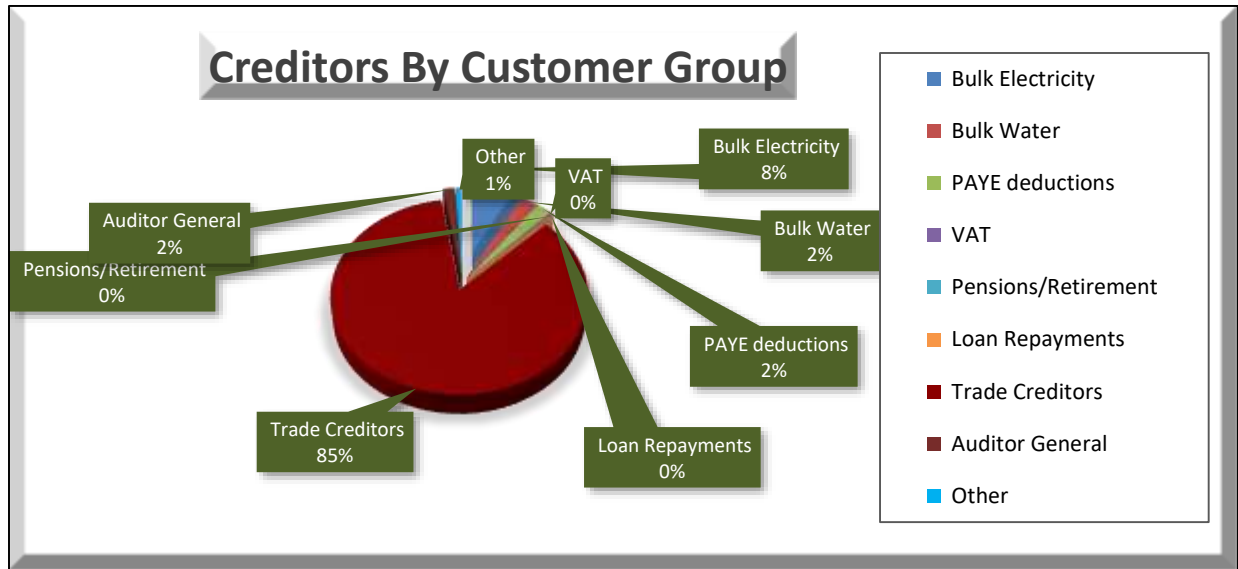 Creditors By Customer Group
Other
1%
VAT
0%
Bulk Electricity
8%
Auditor General
2%
Bulk Water
2%
Pensions/Retirement
0%
PAYE deductions
2%
Trade Creditors
85%
Loan Repayments
0%
Bulk Electricity
Bulk Water
PAYE deductions
VAT
Pensions/Retirement
Loan Repayments
Trade Creditors
Auditor General
Other